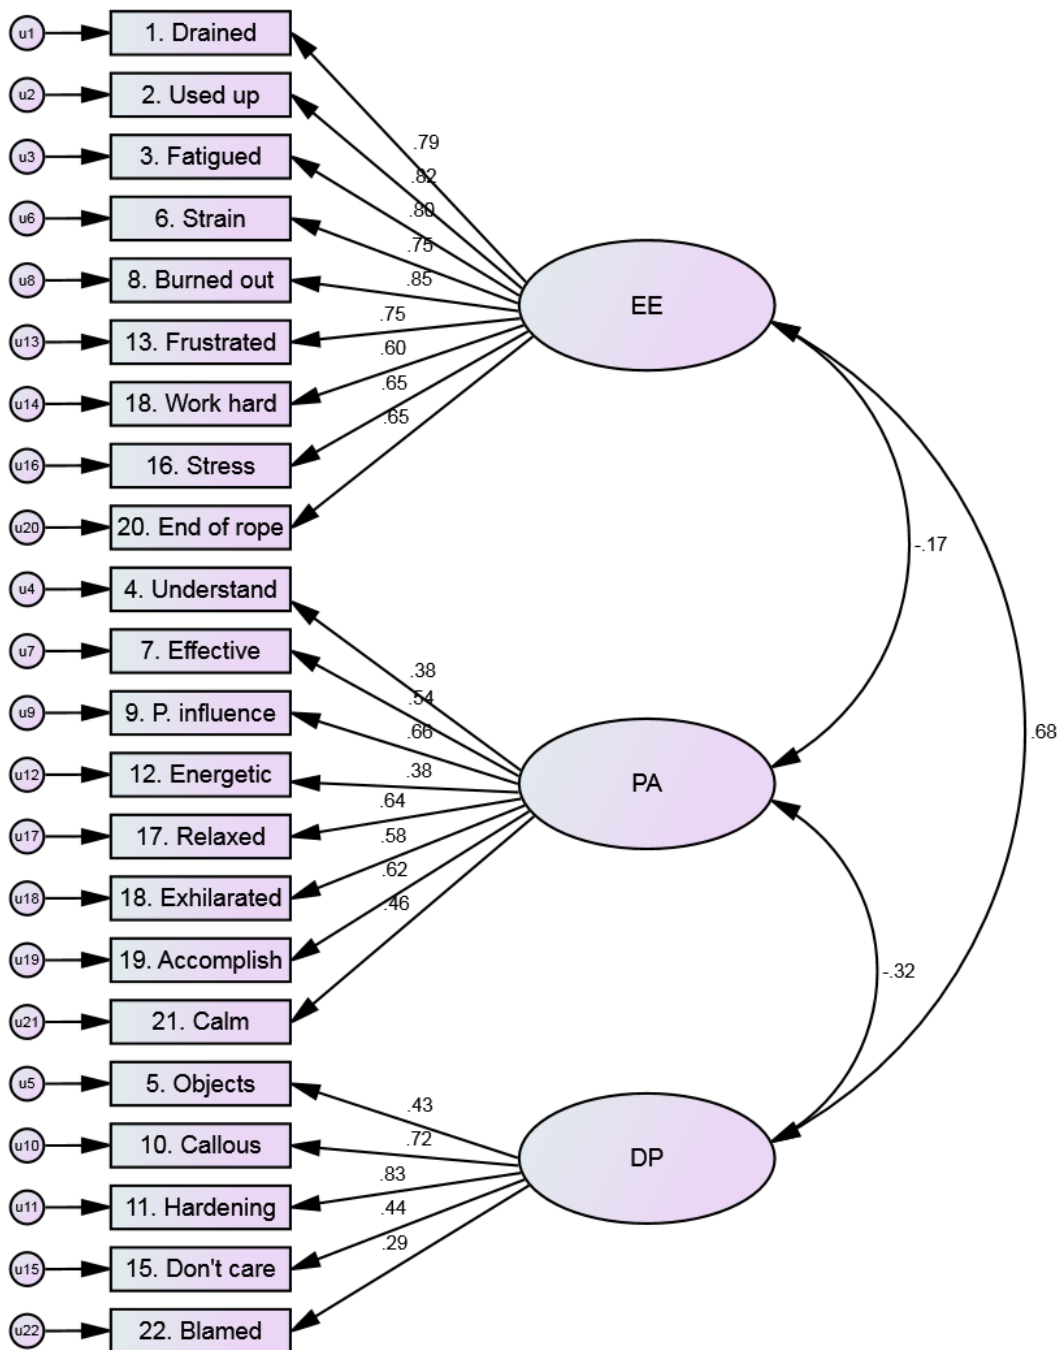 u1 1. Drained
u2 2. Used up
u3 3. Fatigued
u6 6. Strain
u8 8. Burned out
u13 13. Frustrated
u14 18. Work hard
u16 16. Stress
u20 20. End of rope
.79
.82
.80
.75
.85
.75
.60
.65
.65
EE
u4 4. Understand
u7 7. Effective
u9 9. P. influence
u12 12. Energetic
u17 17. Relaxed
u18 18. Exhilarated
u19 19. Accomplish
u21 21. Calm
.38
.54
.66
.38
.64
.58
.62
.46
PA
u5 5. Objects
u10 10. Callous
u11 11. Hardening
u15 15. Don't care
u22 22. Blamed
.43
.72
.83
.44
.29
DP
-.17
.68
-.32